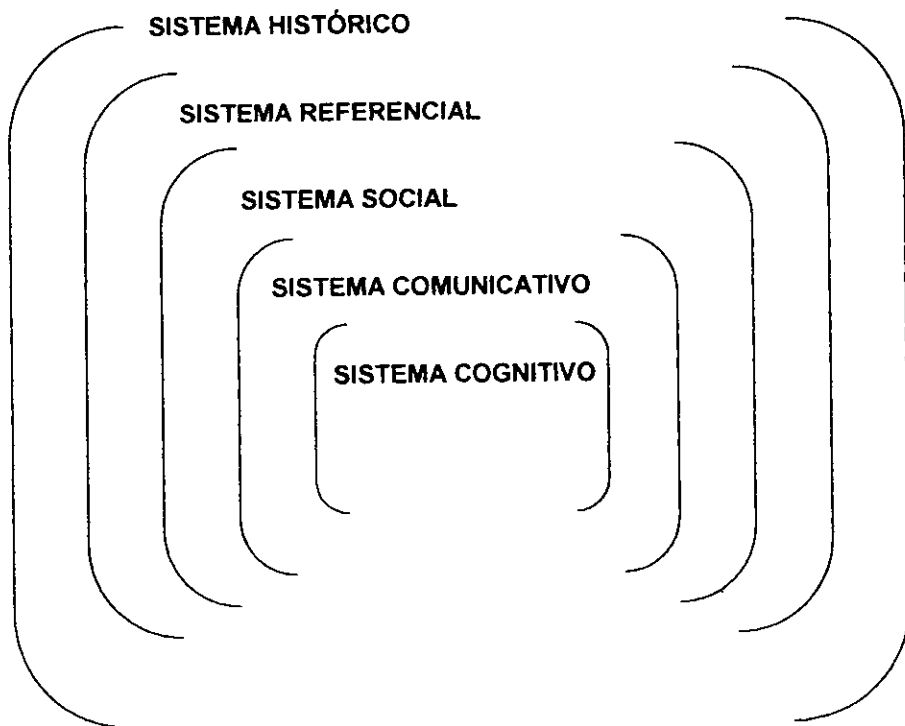 SISTEMA HISTÓRICO
SISTEMA REFERENCIAL
SISTEMA SOCIAL
SISTEMA COMUNICATIVO
SISTEMA COGNITIVO